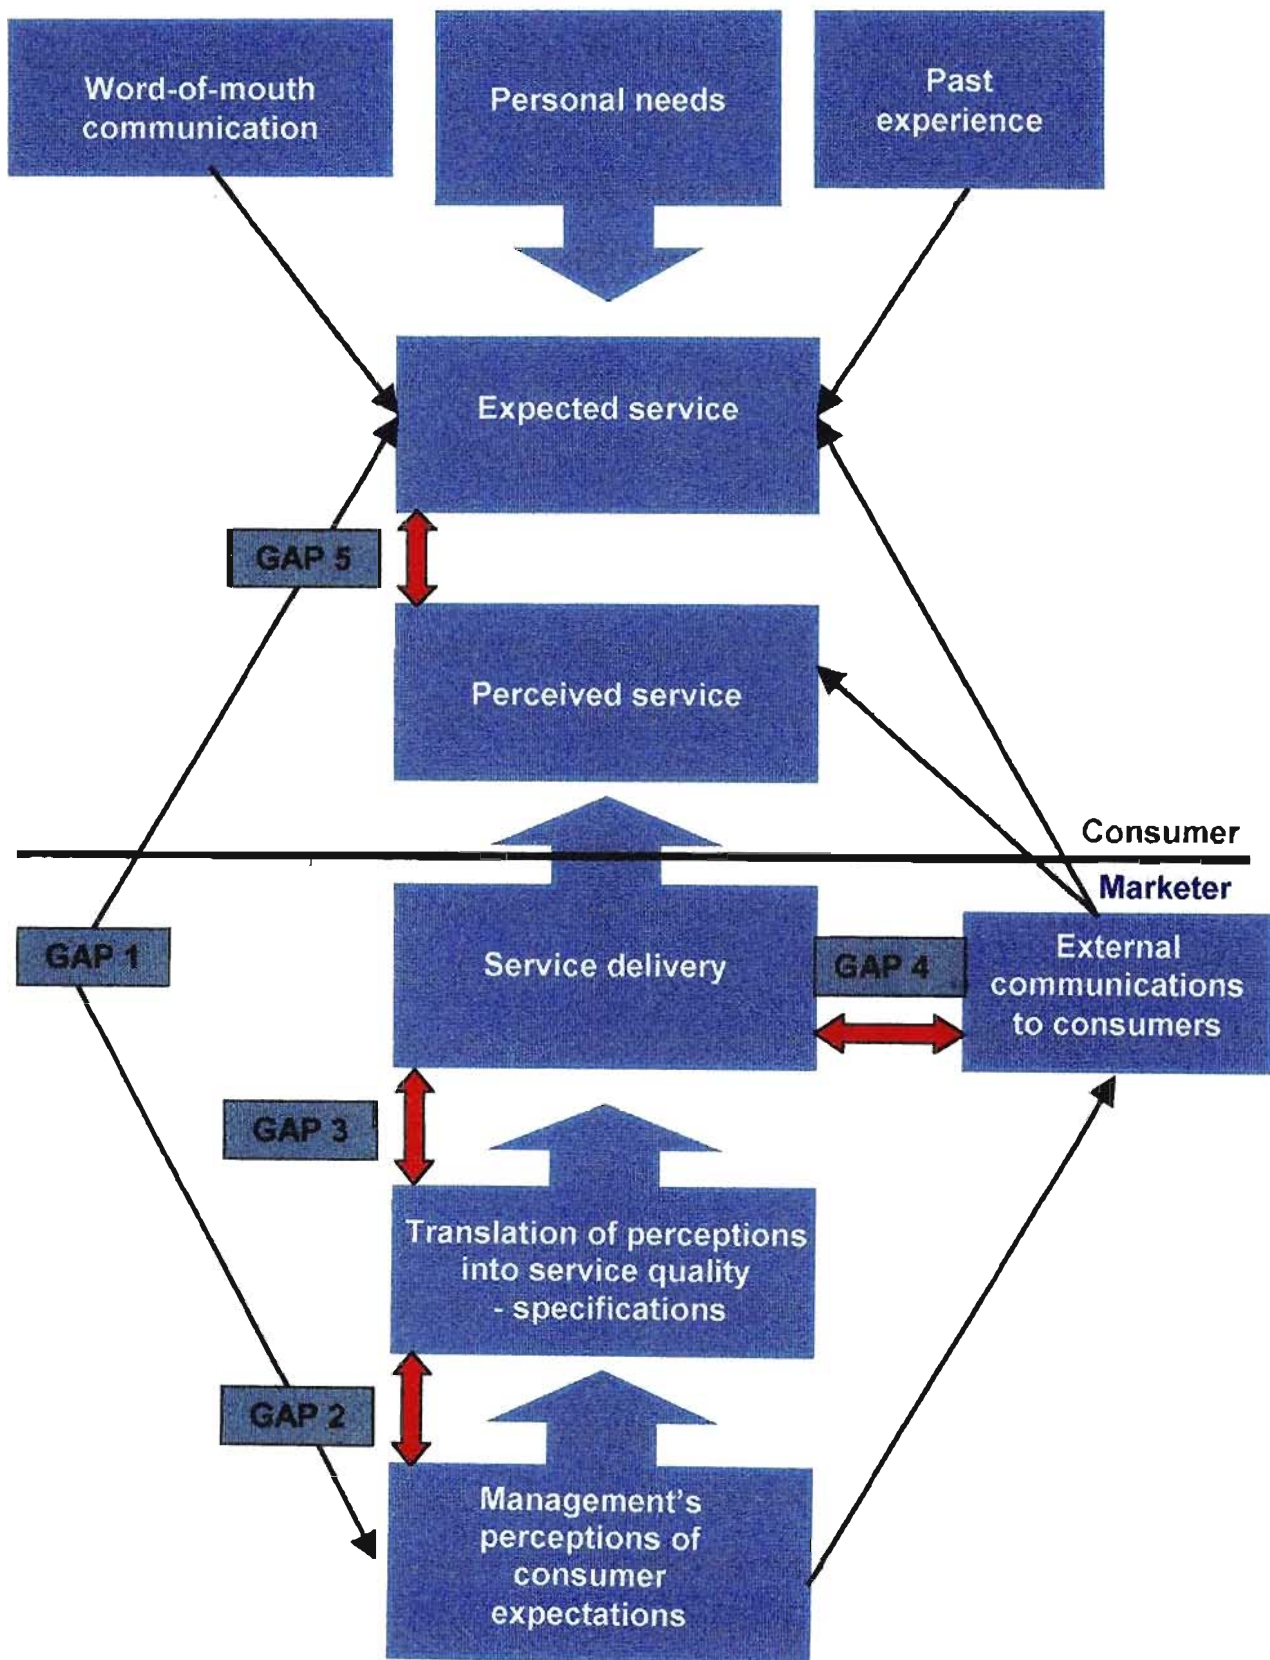 Word-of-mouth
communication
Personal needs
Past
experience
Expected service
GAP 5
Perceived service
Consumer
Marketer
GAP 1
Service delivery
GAP 4
External
communications
to consumers
GAP 3
Translation of perceptions
into service quality
- specifications
GAP 2
Management's
perceptions of
consumer
expectations